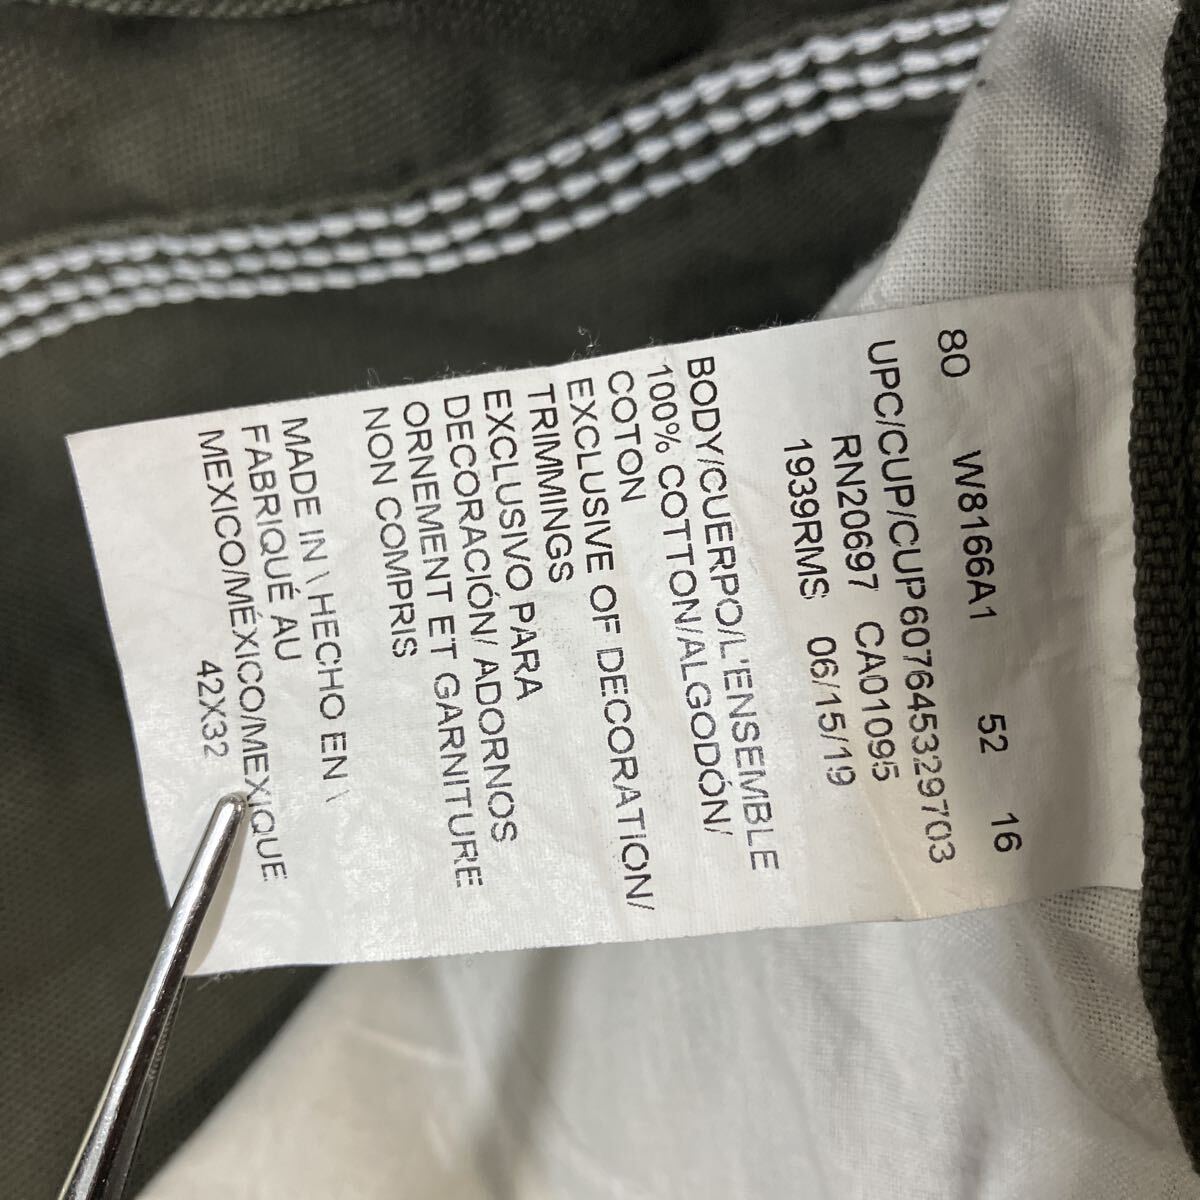 80 W8166A1 52 16
UPC/CUP/CUP607645329703
RN20697 CA01095
1939RMS 06/15/19
BODY/CUERPO/L'ENSEMBLE
100% COTTON/ALGODÓN/
COTON
EXCLUSIVE OF DECORATION/
TRIMMINGS
EXCLUSIVO PARA
DECORACIÓN/ ADORNOS
ORNEMENT ET GARNITURE
NON COMPRIS
MADE IN \ HECHO EN \
FABRIQUÉ AU
MEXICO/MÉXICO/MEXIQUE
42X32